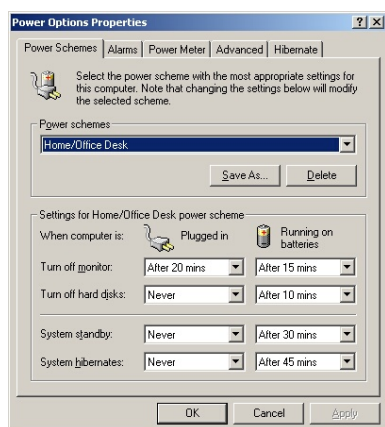 Power Options Properties
Power Schemes Alarms Power Meter Advanced Hibernate
Select the power scheme with the most appropriate settings for
this computer. Note that changing the settings below will modify
the selected scheme.
Power schemes
Home/Office Desk
Save As... Delete
Settings for Home/Office Desk power scheme
When computer is: Plugged in Running on
batteries
Turn off monitor: After 20 mins After 15 mins
Turn off hard disks: Never After 10 mins
System standby: Never After 30 mins
System hibernates: Never After 45 mins
OK Cancel Apply